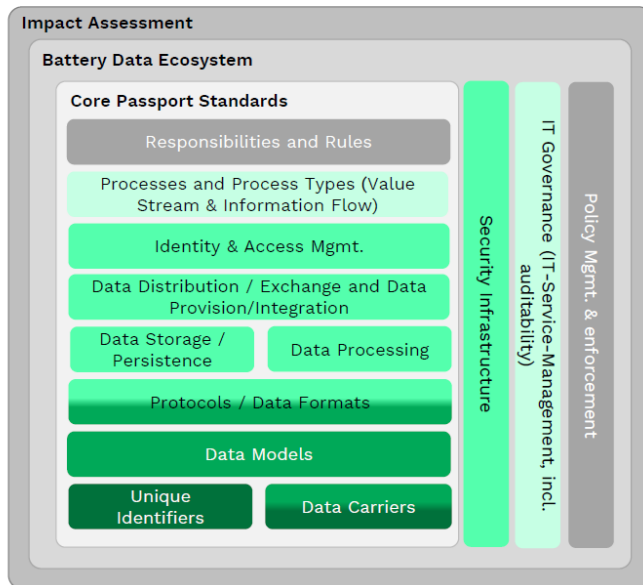 Impact Assessment
Battery Data Ecosystem
Core Passport Standards
Responsibilities and Rules
Processes and Process Types (Value
Stream & Information Flow)
Identity & Access Mgmt.
Data Distribution / Exchange and Data
Provision/Integration
Data Storage /
Persistence
Data Processing
Protocols / Data Formats
Data Models
Unique
Identifiers
Data Carriers
Security Infrastructure
IT Governance (IT-Service-Management, incl.
auditability)
Policy Mgmt. & enforcement